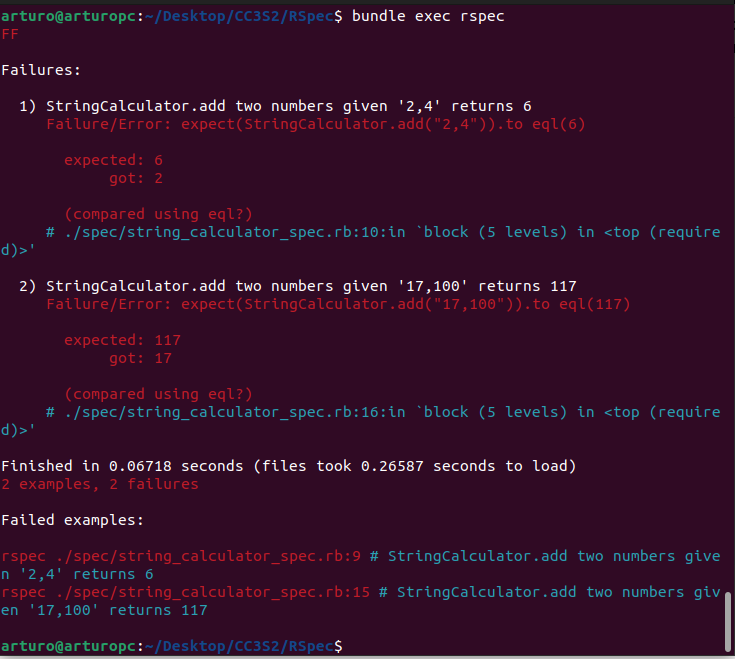 arturo@arturopc:~/Desktop/CC3S2/RSpec$ bundle exec rspec
FF
Failures:
1) StringCalculator.add two numbers given '2,4' returns 6
Failure/Error: expect(StringCalculator.add("2,4")).to eql(6)
expected: 6
got: 2
(compared using eql?)
# ./spec/string_calculator_spec.rb:10:in `block (5 levels) in <top (require
d)>'
2) StringCalculator.add two numbers given '17,100' returns 117
Failure/Error: expect(StringCalculator.add("17,100")).to eql(117)
expected: 117
got: 17
(compared using eql?)
# ./spec/string_calculator_spec.rb:16:in `block (5 levels) in <top (require
d)>'
Finished in 0.06718 seconds (files took 0.26587 seconds to load)
2 examples, 2 failures
Failed examples:
rspec ./spec/string_calculator_spec.rb:9 # StringCalculator.add two numbers give
n '2,4' returns 6
rspec ./spec/string_calculator_spec.rb:15 # StringCalculator.add two numbers giv
en '17,100' returns 117
arturo@arturopc:~/Desktop/CC3S2/RSpec$